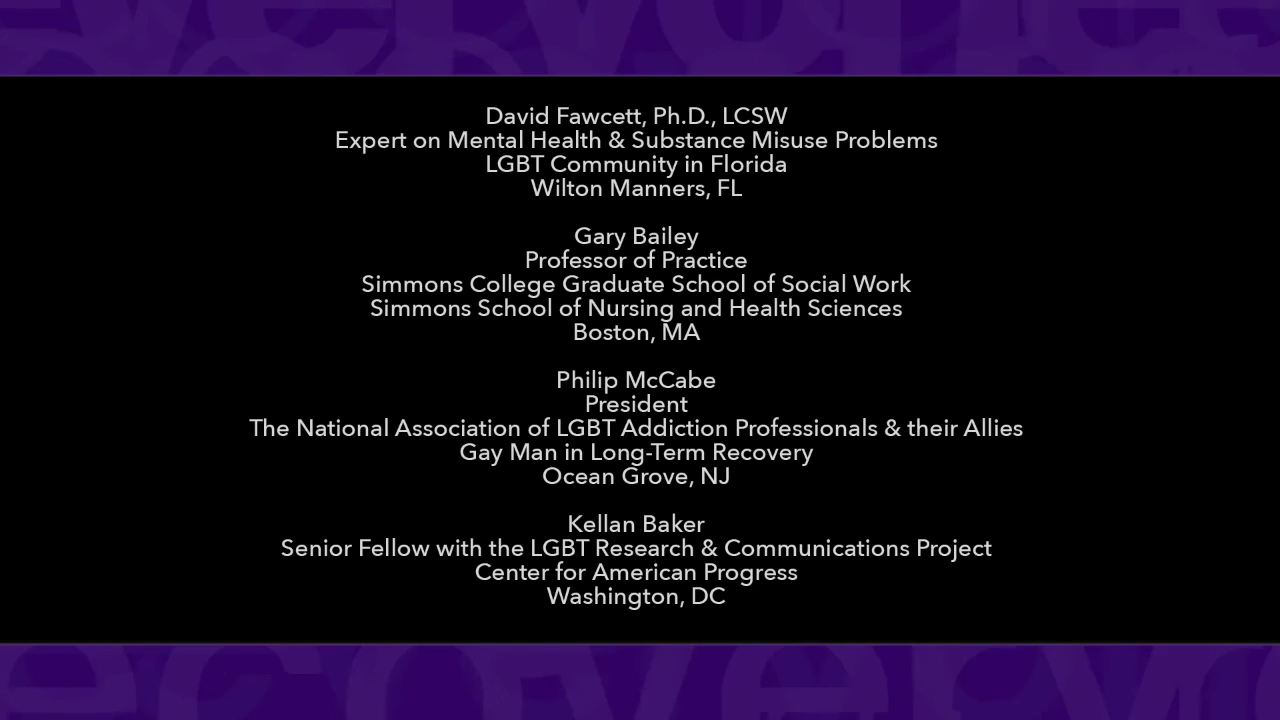 David Fawcett, Ph.D., LCSW
Expert on Mental Health & Substance Misuse Problems
LGBT Community in Florida
Wilton Manners, FL
Gary Bailey
Professor of Practice
Simmons College Graduate School of Social Work
Simmons School of Nursing and Health Sciences
Boston, MA
Philip McCabe
President
The National Association of LGBT Addiction Professionals & their Allies
Gay Man in Long-Term Recovery
Ocean Grove, NJ
Kellan Baker
Senior Fellow with the LGBT Research & Communications Project
Center for American Progress
Washington, DC